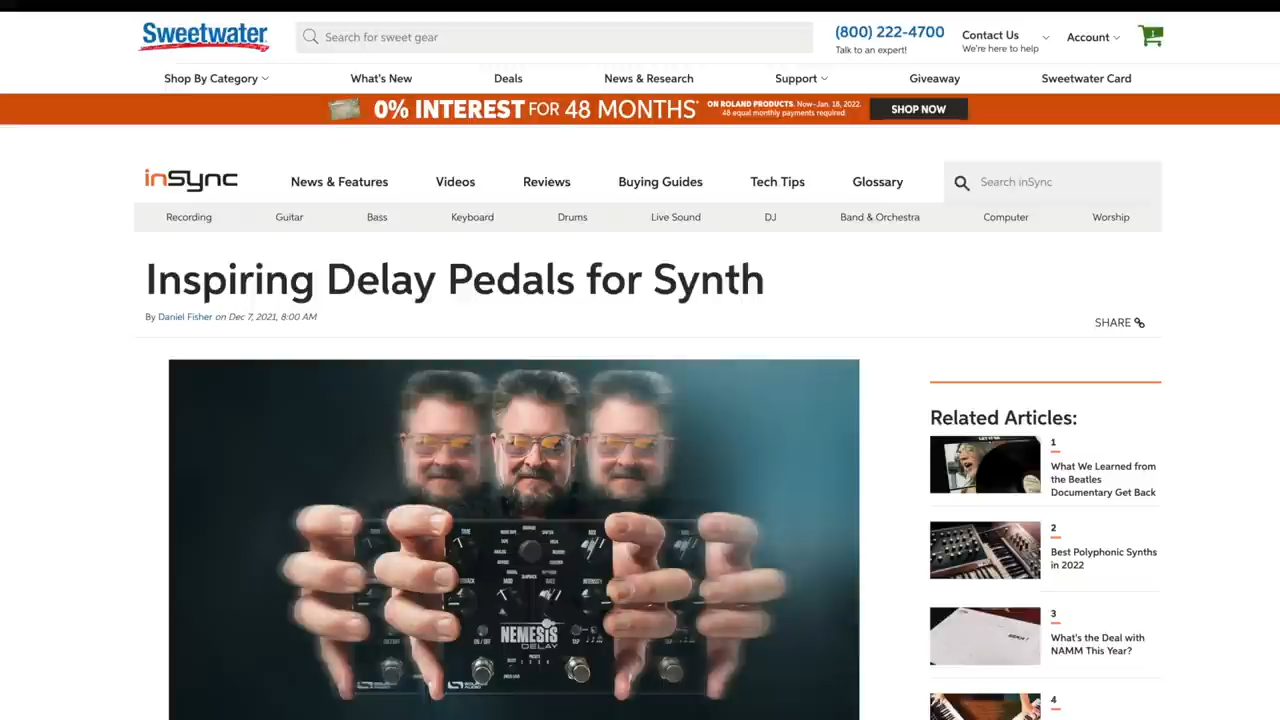 Sweetwater
Search for sweet gear
(800) 222-4700
Talk to an expert!
Contact Us
We're here to help
Account
1
Shop By Category
What's New
Deals
News & Research
Support
Giveaway
Sweetwater Card
0% INTEREST FOR 48 MONTHS*
ON ROLAND PRODUCTS. Now–Jan. 18, 2022.
48 equal monthly payments required.
SHOP NOW
inSync
News & Features
Videos
Reviews
Buying Guides
Tech Tips
Glossary
Search inSync
Recording
Guitar
Bass
Keyboard
Drums
Live Sound
DJ
Band & Orchestra
Computer
Worship
Inspiring Delay Pedals for Synth
By Daniel Fisher on Dec 7, 2021, 8:00 AM
SHARE
NEMESIS
DELAY
Related Articles:
1
What We Learned from
the Beatles
Documentary Get Back
2
Best Polyphonic Synths
in 2022
3
What's the Deal with
NAMM This Year?
4